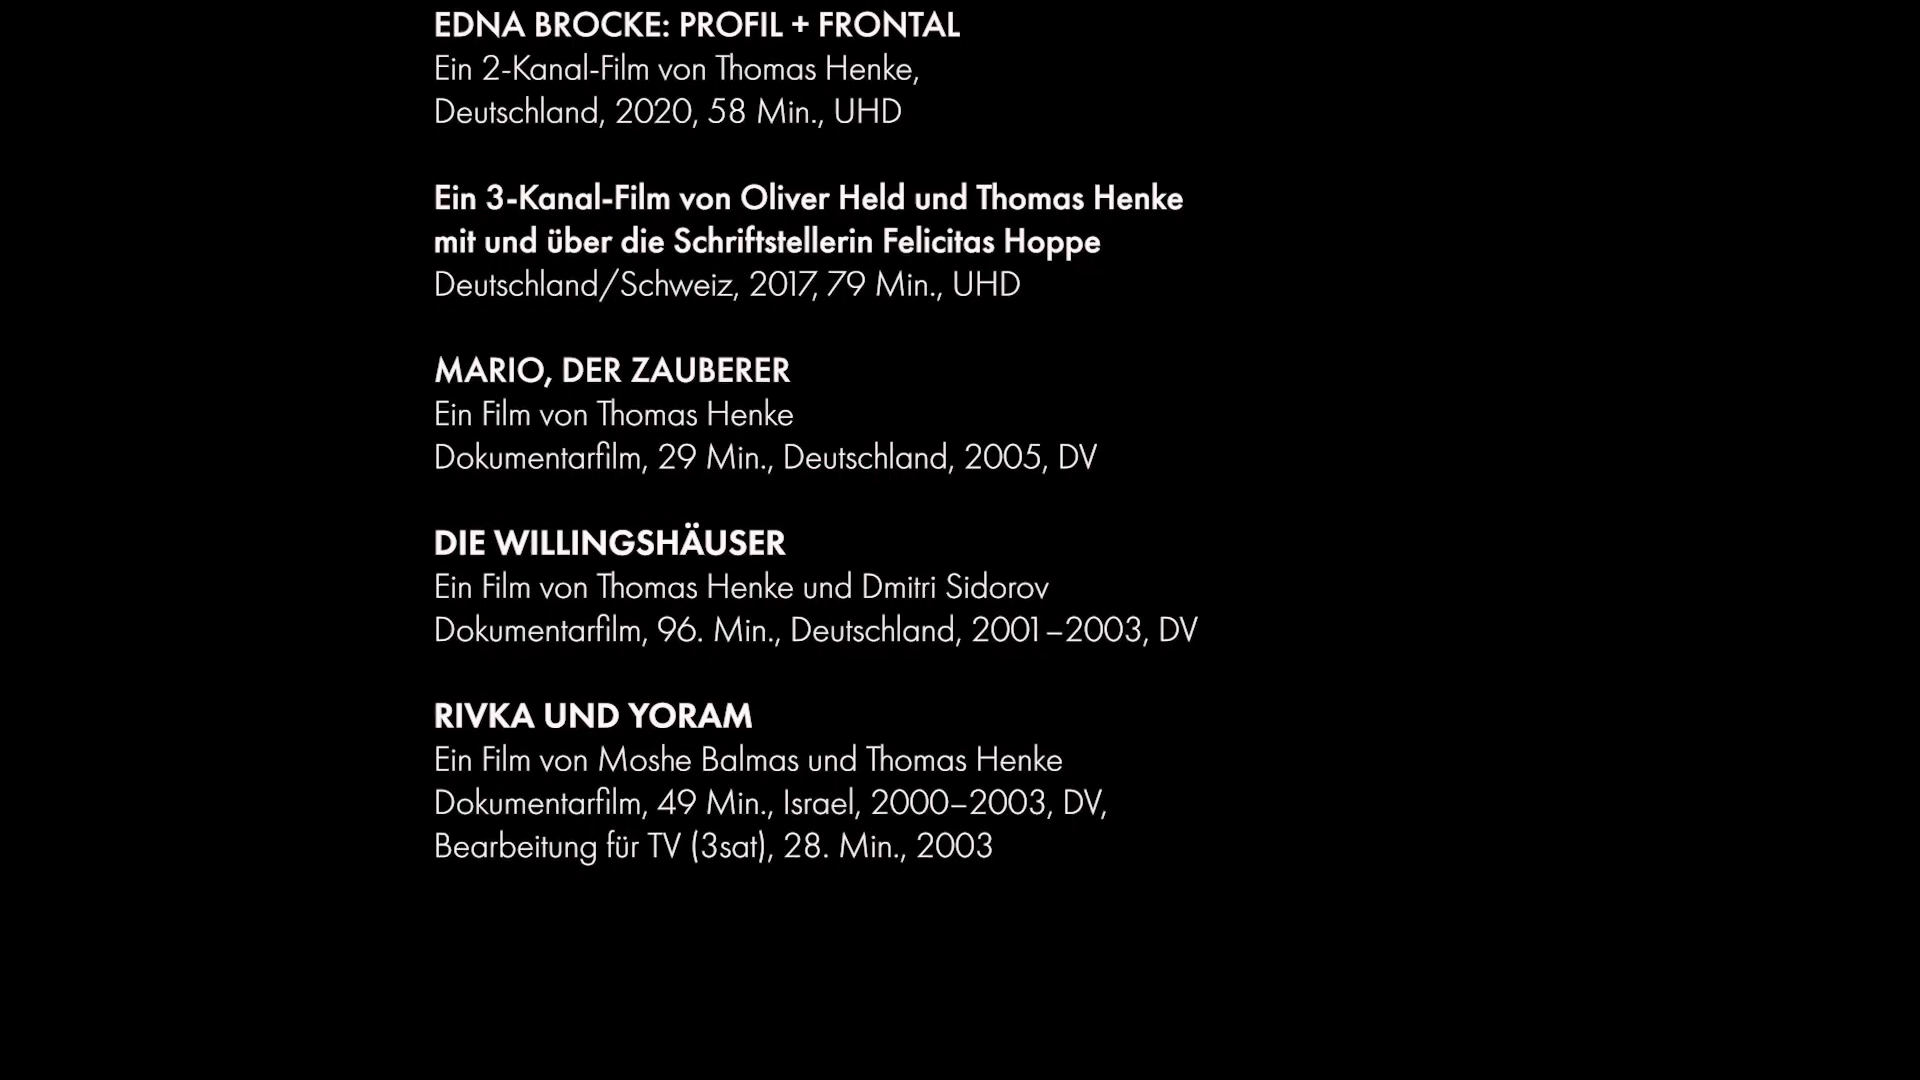 EDNA BROCKE: PROFIL + FRONTAL
Ein 2-Kanal-Film von Thomas Henke,
Deutschland, 2020, 58 Min., UHD
Ein 3-Kanal-Film von Oliver Held und Thomas Henke
mit und über die Schriftstellerin Felicitas Hoppe
Deutschland/Schweiz, 2017, 79 Min., UHD
MARIO, DER ZAUBERER
Ein Film von Thomas Henke
Dokumentarfilm, 29 Min., Deutschland, 2005, DV
DIE WILLINGSHÄUSER
Ein Film von Thomas Henke und Dmitri Sidorov
Dokumentarfilm, 96. Min., Deutschland, 2001–2003, DV
RIVKA UND YORAM
Ein Film von Moshe Balmas und Thomas Henke
Dokumentarfilm, 49 Min., Israel, 2000–2003, DV,
Bearbeitung für TV (3sat), 28. Min., 2003